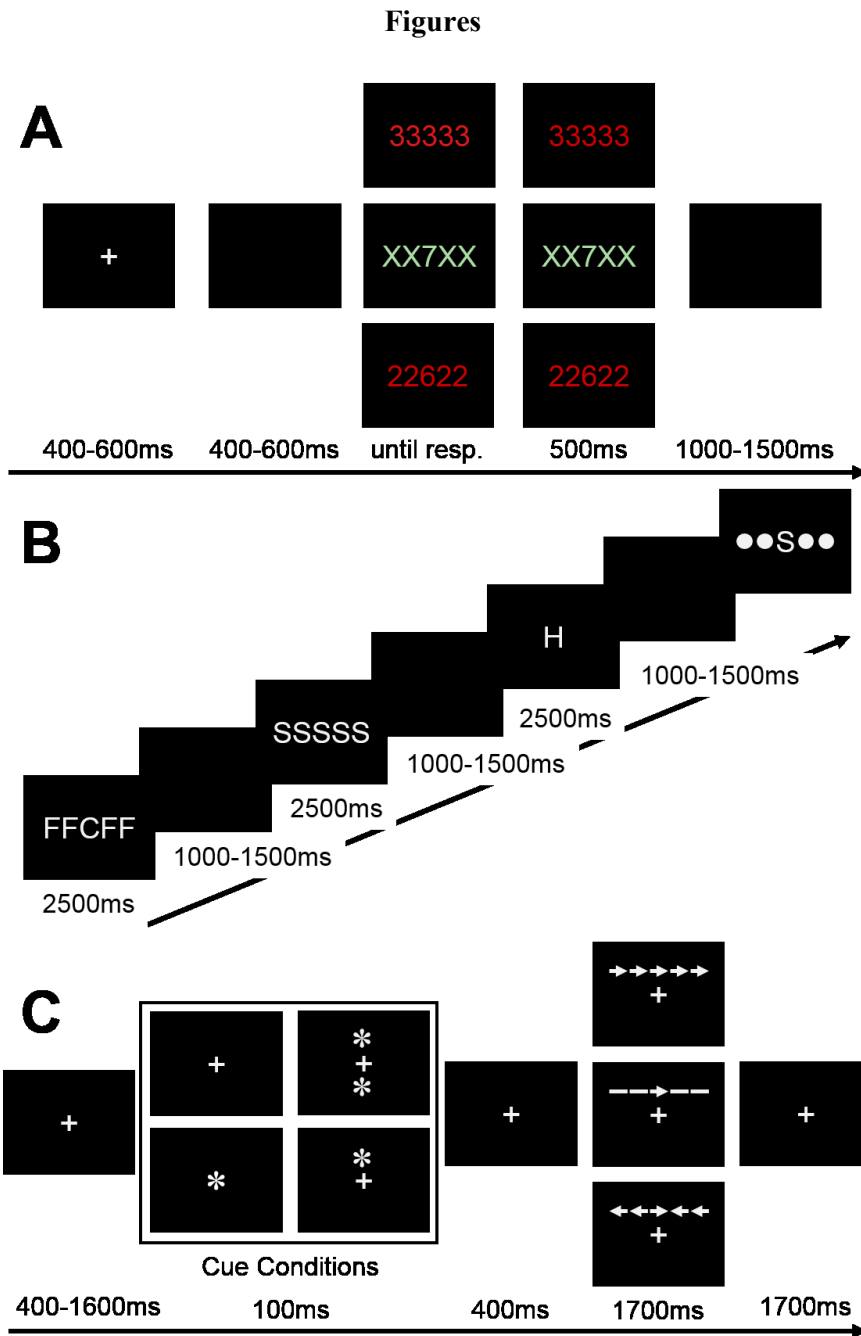 Figures
A
33333 33333
+
XX7XX XX7XX
22622 22622
400-600ms 400-600ms until resp. 500ms 1000-1500ms
B
●●S●●
H
1000-1500ms
SSSSS
2500ms
1000-1500ms
FFCFF
2500ms
1000-1500ms
2500ms
C
+
+
*
+
*
*
*
+
+
→→→→→
+
——→——
+
←←→←←
+
+
Cue Conditions
400-1600ms 100ms 400ms 1700ms 1700ms